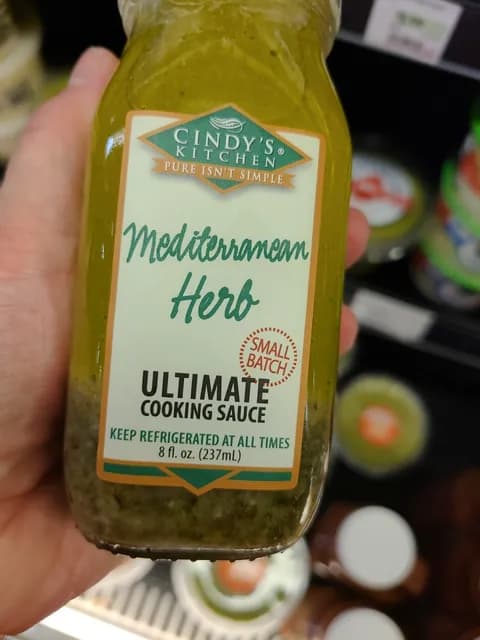 CINDY'S®
KITCHEN
PURE ISN'T SIMPLE
Mediterranean
Herb
SMALL
BATCH
ULTIMATE
COOKING SAUCE
KEEP REFRIGERATED AT ALL TIMES
8 fl. oz. (237mL)